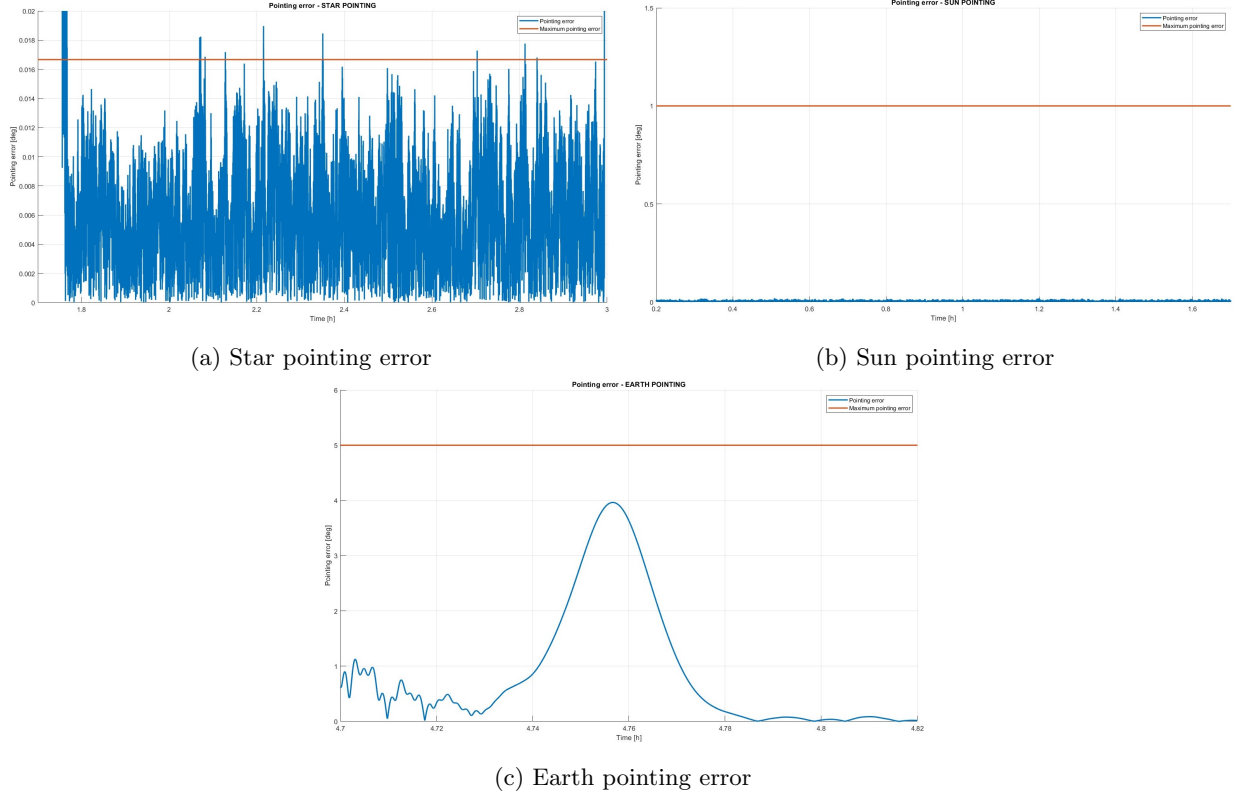 Pointing error - STAR POINTING
Pointing error
Maximum pointing error
Pointing error [deg]
0.02
0.018
0.016
0.014
0.012
0.01
0.008
0.006
0.004
0.002
0
1.8
2
2.2
2.4
2.6
2.8
3
Time [h]
(a) Star pointing error
Pointing error - SUN POINTING
Pointing error
Maximum pointing error
Pointing error [deg]
1.5
1
0.5
0
0.2
0.4
0.6
0.8
1
1.2
1.4
1.6
Time [h]
(b) Sun pointing error
Pointing error - EARTH POINTING
Pointing error
Maximum pointing error
Pointing error [deg]
6
5
4
3
2
1
0
4.7
4.72
4.74
4.76
4.78
4.8
4.82
Time [h]
(c) Earth pointing error